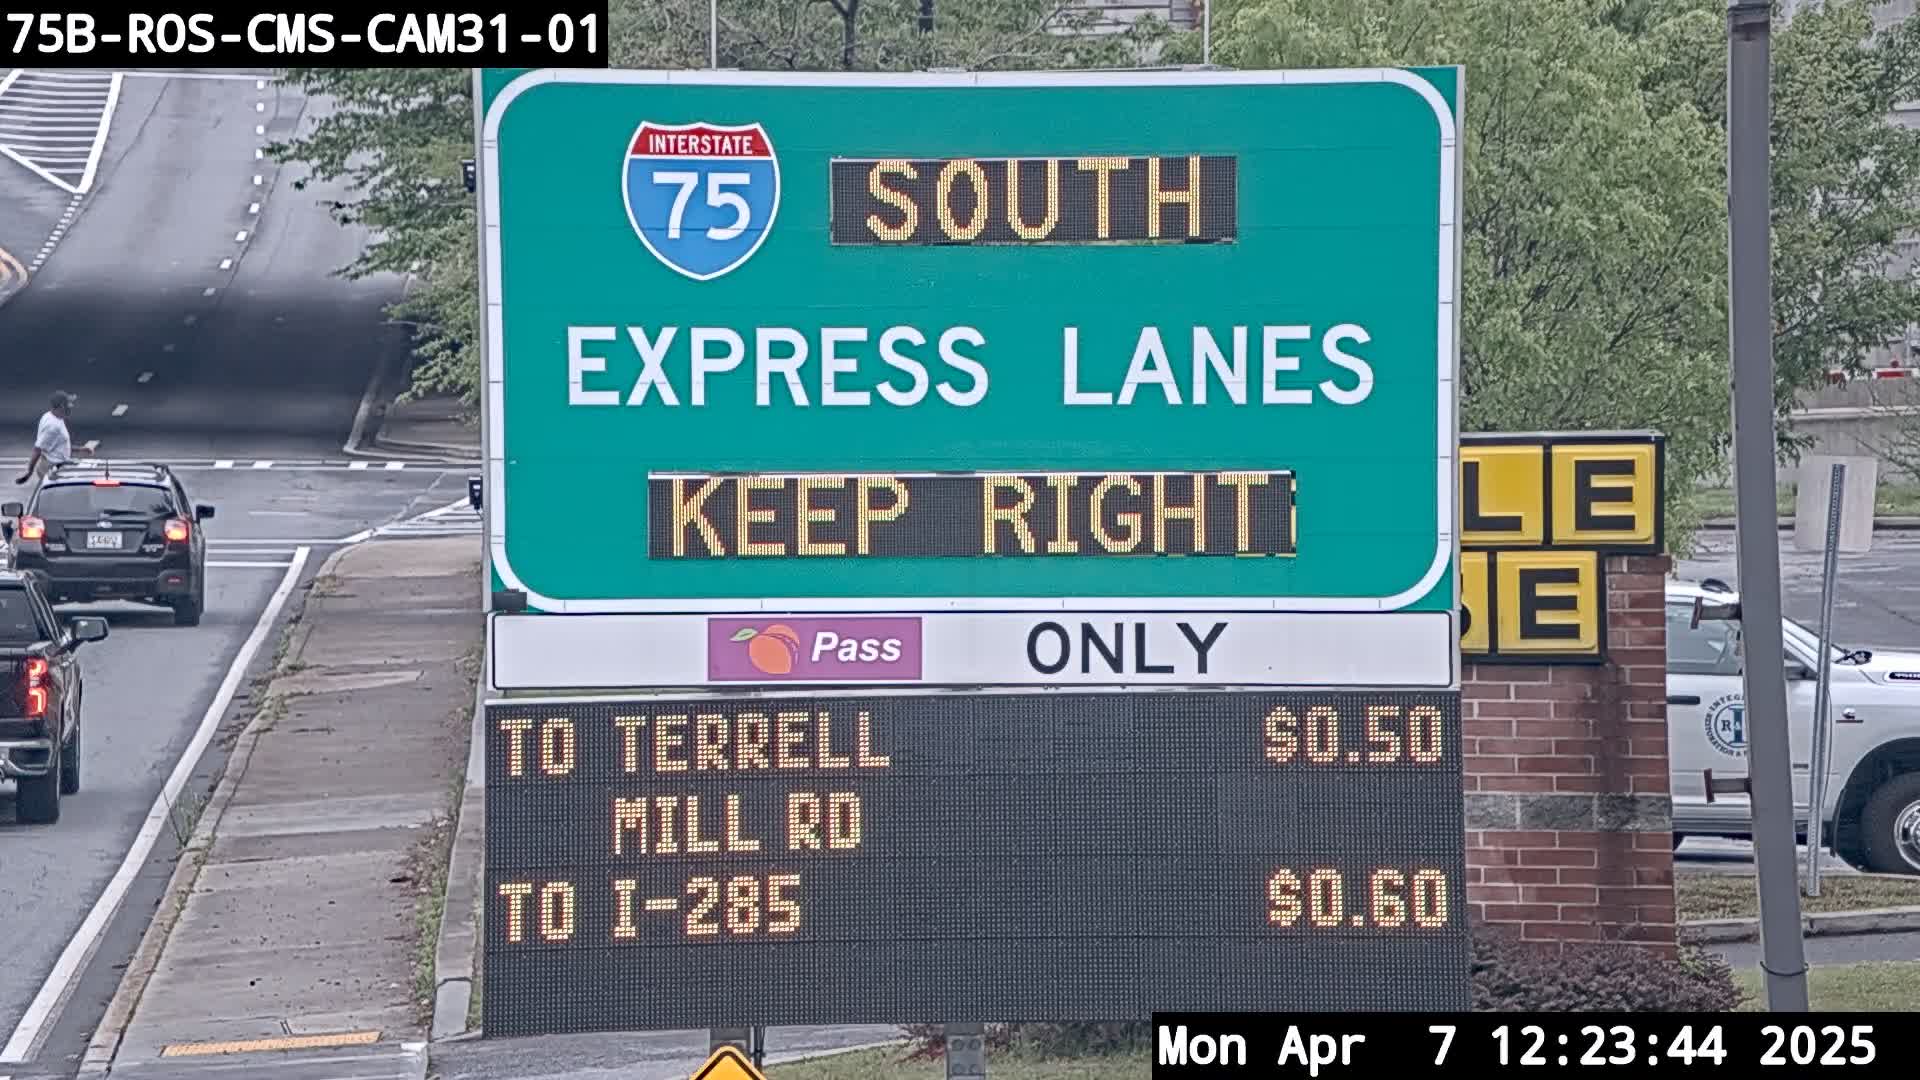 75B-ROS-CMS-CAM31-01
INTERSTATE
75
SOUTH
EXPRESS LANES
KEEP RIGHT
Pass ONLY
TO TERRELL $0.50
MILL RD
TO I-285 $0.60
LE
E
Mon Apr 7 12:23:44 2025